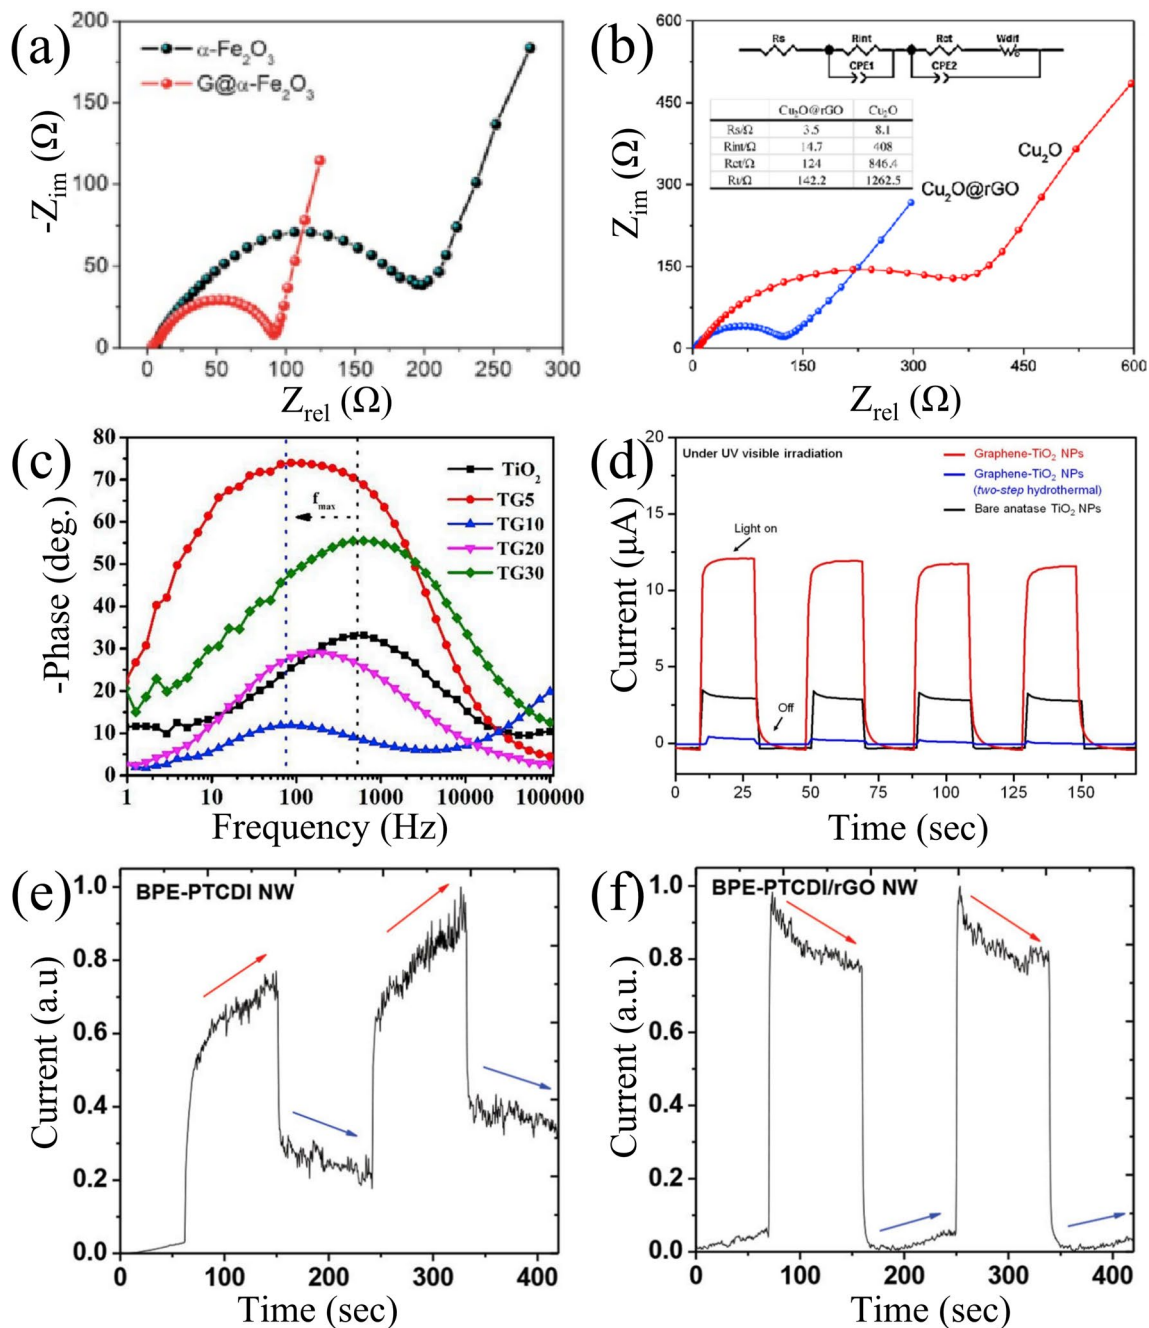 (a)
200
150
100
50
0
-Zim (Ω)
α-Fe2O3
G@α-Fe2O3
0 50 100 150 200 250 300
Zrel (Ω)
(b)
600
450
300
150
0
Zim (Ω)
Rs Rint Rct Wdif
CPE1 CPE2
Cu2O@rGO Cu2O
Rs/Ω 3.5 8.1
Rint/Ω 14.7 408
Rct/Ω 124 846.4
Rt/Ω 142.2 1262.5
Cu2O
Cu2O@rGO
0 150 300 450 600
Zrel (Ω)
(c)
80
70
60
50
40
30
20
10
0
-Phase (deg.)
fmax
TiO2
TG5
TG10
TG20
TG30
1 10 100 1000 10000 100000
Frequency (Hz)
(d)
20
15
10
5
0
Current (μA)
Under UV visible irradiation
Graphene-TiO2 NPs
Graphene-TiO2 NPs
(two-step hydrothermal)
Bare anatase TiO2 NPs
Light on
Off
0 25 50 75 100 125 150
Time (sec)
(e)
1.0
0.8
0.6
0.4
0.2
0.0
Current (a.u)
BPE-PTCDI NW
0 100 200 300 400
Time (sec)
(f)
1.0
0.8
0.6
0.4
0.2
0.0
Current (a.u.)
BPE-PTCDI/rGO NW
0 100 200 300 400
Time (sec)